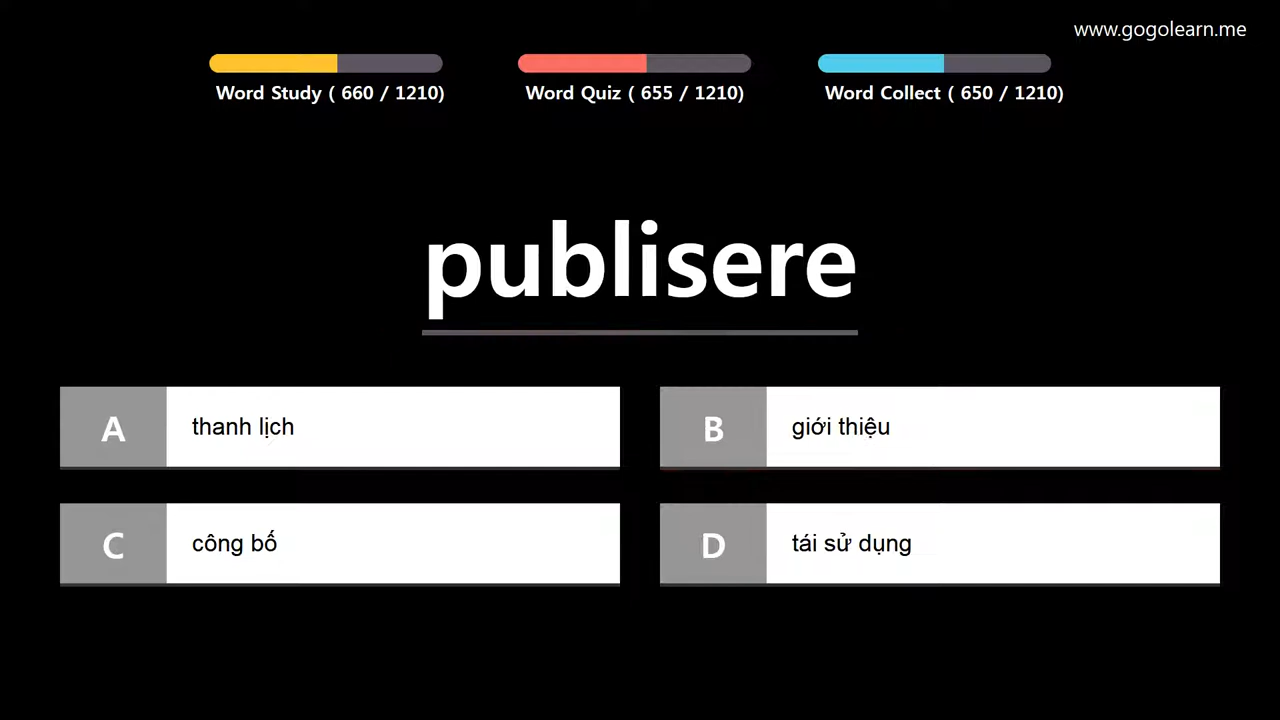 www.gogolearn.me
Word Study ( 660 / 1210)
Word Quiz ( 655 / 1210)
Word Collect ( 650 / 1210)
publisere
A
thanh lịch
B
giới thiệu
C
công bố
D
tái sử dụng